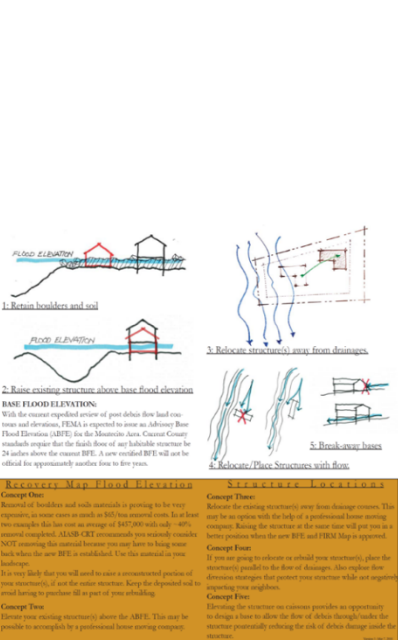 FLOOD ELEVATION
1: Retain boulders and soil
FLOOD ELEVATION
2: Raise existing structure above base flood elevation
BASE FLOOD ELEVATION:
With the current expedited review of post debris flow land con-
tours and elevations, FEMA is expected to issue an Advisory Base
Flood Elevation (ABFE) for the Montecito Area. Current County
standards require that the finish floor of any habitable structure be
24 inches above the current BFE. A new certified BFE will not be
official for approximately another four to five years.
3: Relocate structure(s) away from drainages.
5: Break-away bases
4: Relocate/Place Structures with flow.
Recovery Map Flood Elevation
Concept One:
Removal of boulders and soils materials is proving to be very
expensive, in some cases as much as $65/ton removal costs. In at least
two examples this has cost an average of $437,000 with only ~40%
removal completed. AIASB-CRT recommends you seriously consider
NOT removing this material because you may have to bring some
back when the new BFE is established. Use this material in your
landscape.
It is very likely that you will need to raise a reconstructed portion of
your structure(s), if not the entire structure. Keep the deposited soil to
avoid having to purchase fill as part of your rebuilding.
Concept Two
Elevate your existing structure(s) above the ABFE. This may be
possible to accomplish by a professional house moving company.
Structure Locations
Concept Three:
Relocate the existing structure(s) away from drainage courses. This
may be an option with the help of a professional home moving
company. Raising the structure at the same time will put you in a
better position when the new BFE and FIRM Map is approved.
Concept Four:
If you are going to relocate or rebuild your structure(s), place the
structure(s) parallel to the flow of drainages. Also explore flow
diversion strategies that protect your structure while not negatively
impacting your neighbors.
Concept Five:
Elevating the structure on caissons provides an opportunity
to design a base to allow the flow of debris through/under the
structure potentially reducing the risk of debris damage inside the
structure.